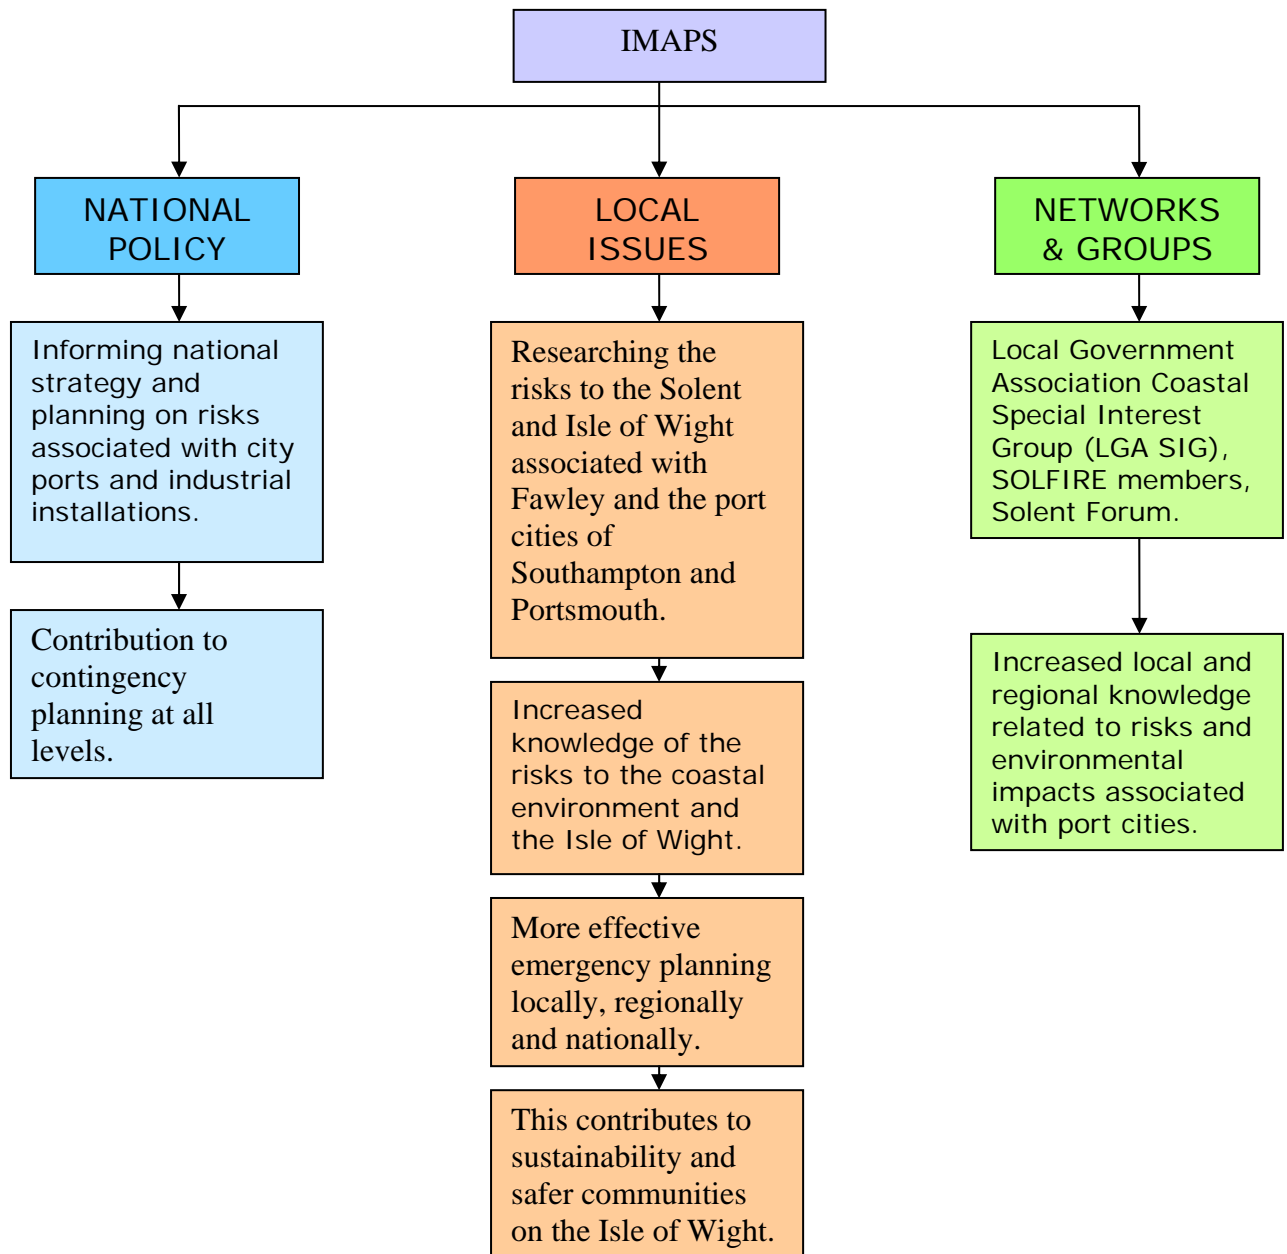 IMAPS
NATIONAL
POLICY
Informing national
strategy and
planning on risks
associated with city
ports and industrial
installations.
Contribution to
contingency
planning at all
levels.
LOCAL
ISSUES
Researching the
risks to the Solent
and Isle of Wight
associated with
Fawley and the port
cities of
Southampton and
Portsmouth.
Increased
knowledge of the
risks to the coastal
environment and
the Isle of Wight.
More effective
emergency planning
locally, regionally
and nationally.
This contributes to
sustainability and
safer communities
on the Isle of Wight.
NETWORKS
& GROUPS
Local Government
Association Coastal
Special Interest
Group (LGA SIG),
SOLFIRE members,
Solent Forum.
Increased local and
regional knowledge
related to risks and
environmental
impacts associated
with port cities.